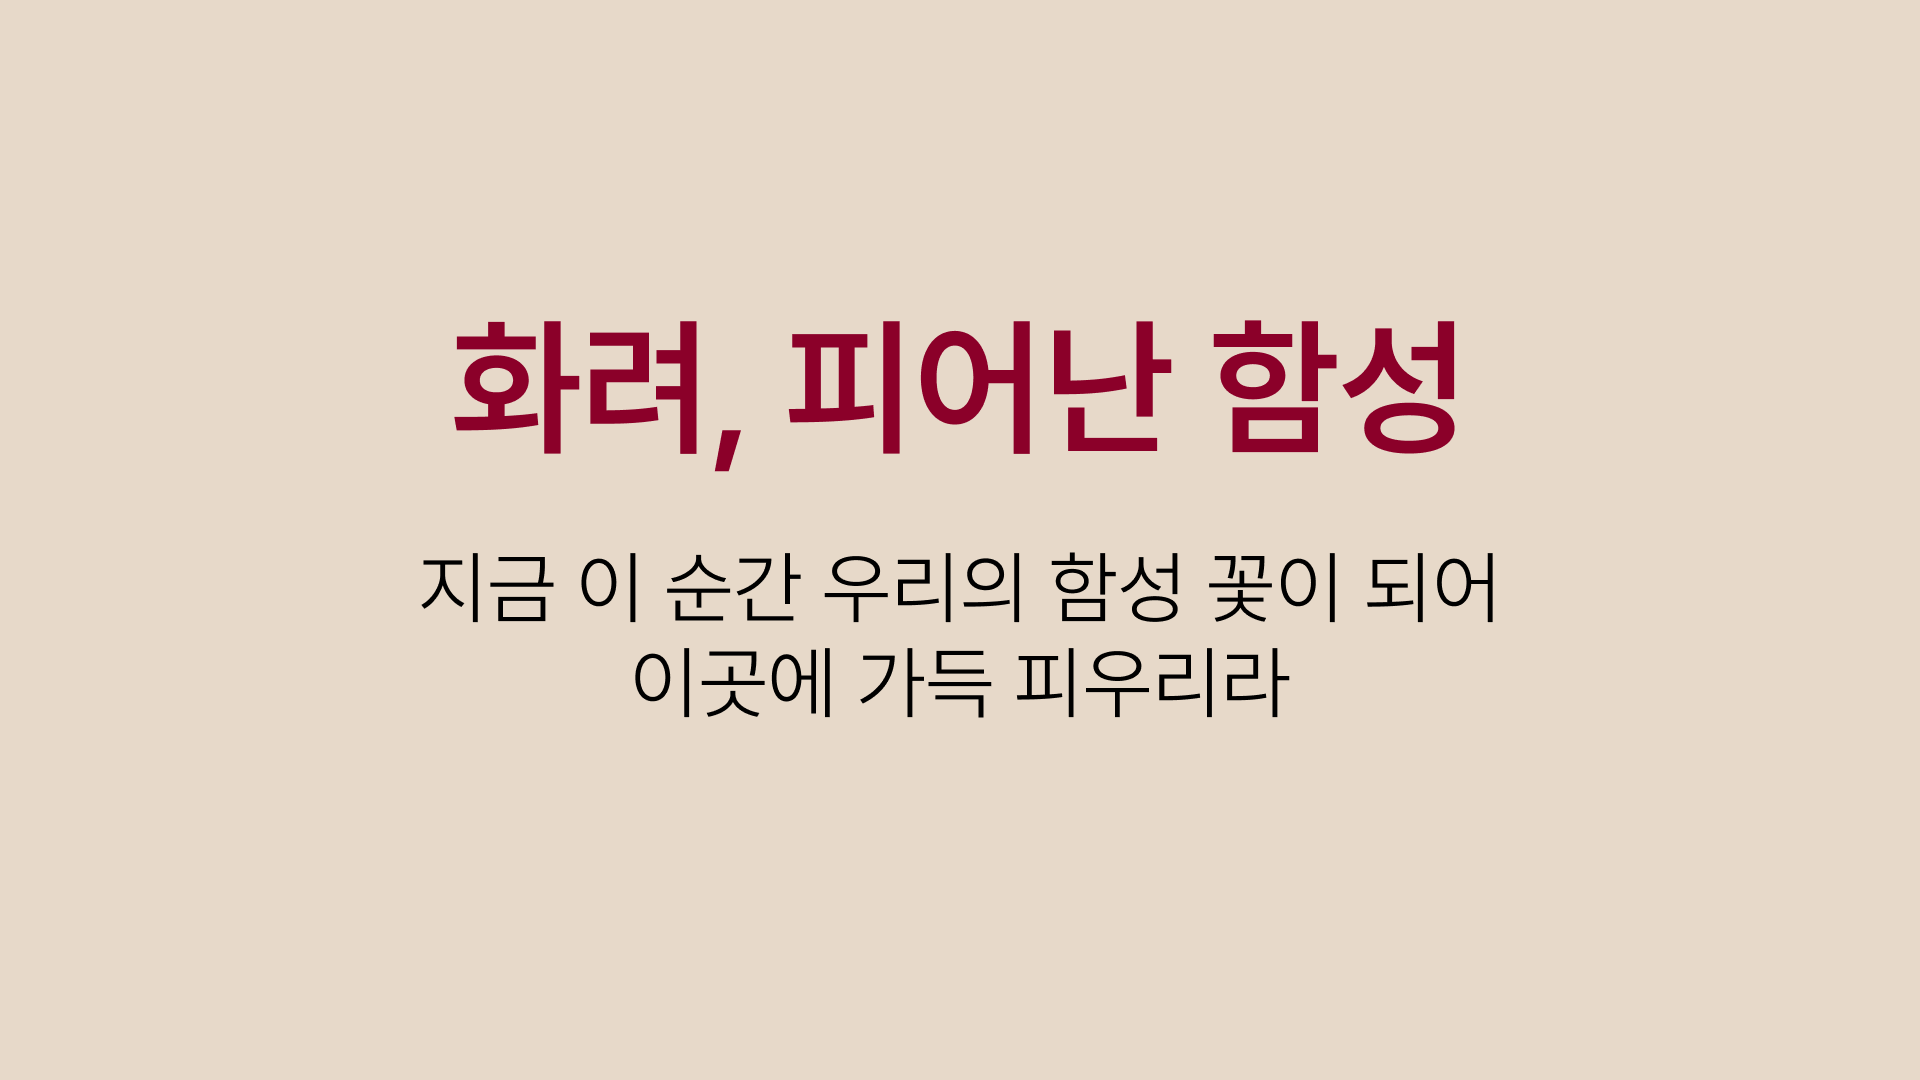 화려, 피어난 함성
지금 이 순간 우리의 함성 꽃이 되어
이곳에 가득 피우리라